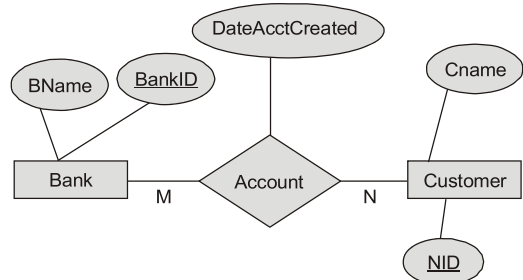 DateAcctCreated
BName
BankID
Cname
Bank
M
Account
N
Customer
NID